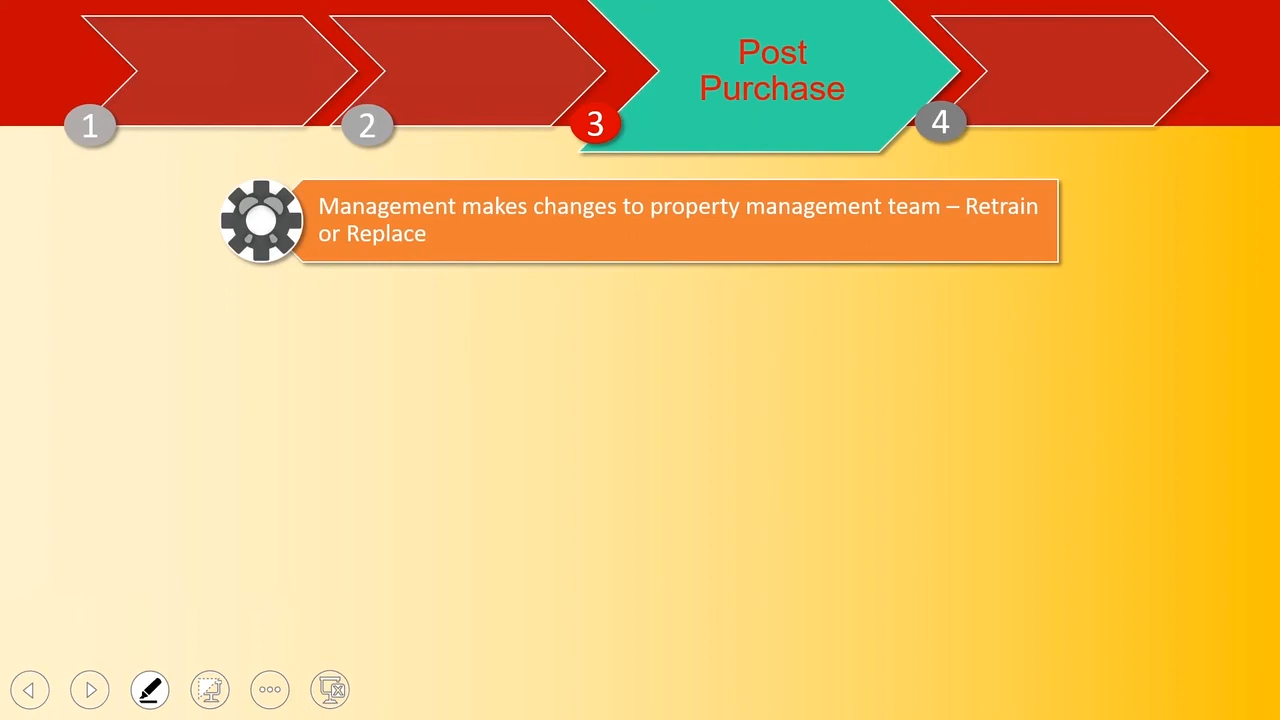 Post
Purchase
1
2
3
4
Management makes changes to property management team – Retrain
or Replace